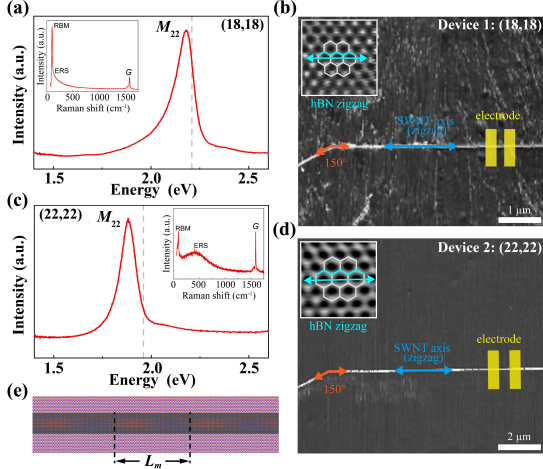 (a)
M22
(18,18)
RBM
ERS
G
Intensity (a.u.)
0
500
1000
1500
Raman shift (cm-1)
Intensity (a.u.)
1.5
2.0
2.5
Energy (eV)
(b)
Device 1: (18,18)
hBN zigzag
SWNT axis
(zigzag)
electrode
150°
1 µm
(c)
M22
(22,22)
RBM
ERS
G
Intensity (a.u.)
0
500
1000
1500
Raman shift (cm-1)
Intensity (a.u.)
1.5
2.0
2.5
Energy (eV)
(d)
Device 2: (22,22)
hBN zigzag
SWNT axis
(zigzag)
electrode
150°
2 µm
(e)
Lm